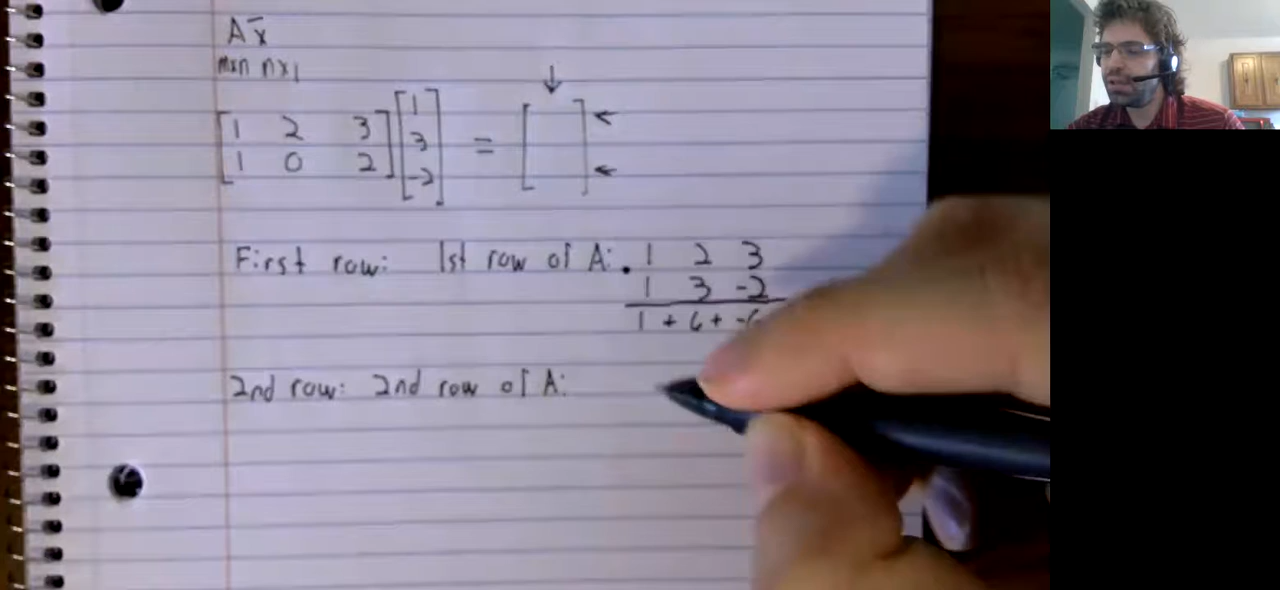 Ax̄
mxn nx1
[1 2 3] [1
[1 0 2] 3 = [ ]
-2]
First row: 1st row of A: • 1 2 3
1 3 -2
1 + 6 + -6
2nd row: 2nd row of A: